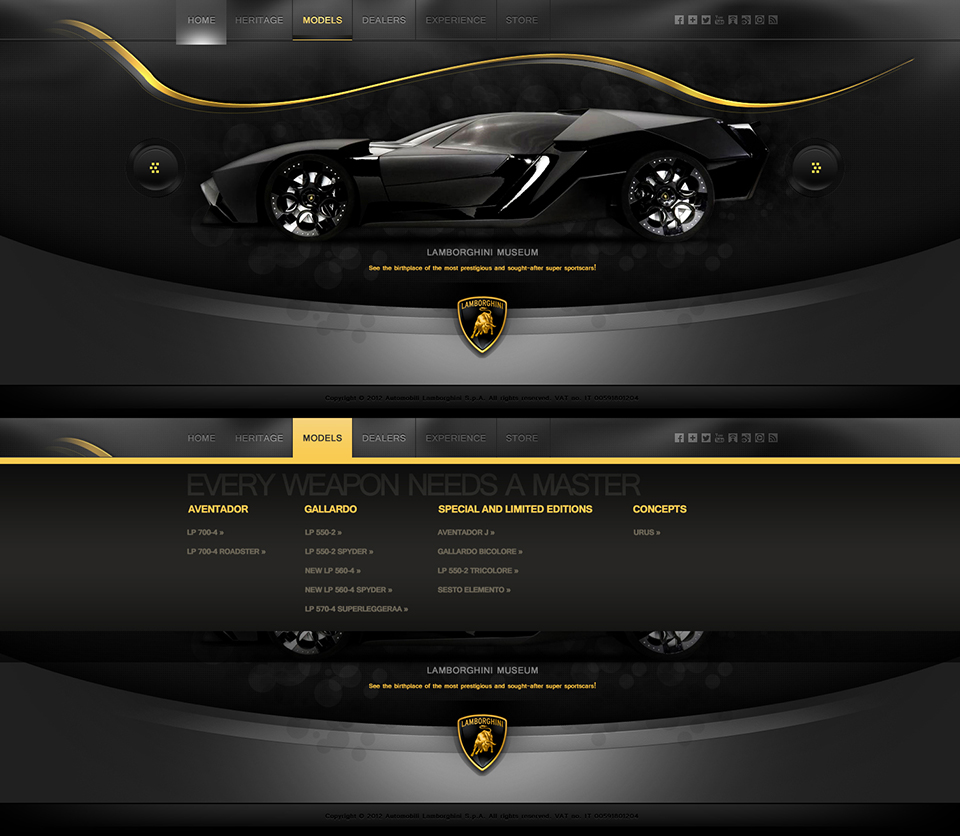 HOME HERITAGE MODELS DEALERS EXPERIENCE STORE
LAMBORGHINI MUSEUM
See the birthplace of the most prestigious and sought-after super sportscars!
LAMBORGHINI
Copyright © 2012 Automobili Lamborghini S.p.A. All rights reserved. VAT no. IT 00591801204
HOME HERITAGE MODELS DEALERS EXPERIENCE STORE
EVERY WEAPON NEEDS A MASTER
AVENTADOR GALLARDO SPECIAL AND LIMITED EDITIONS CONCEPTS
LP 700-4 » LP 550-2 » AVENTADOR J » URUS »
LP 700-4 ROADSTER » LP 550-2 SPYDER » GALLARDO BICOLORE »
NEW LP 560-4 » LP 550-2 TRICOLORE »
NEW LP 560-4 SPYDER » SESTO ELEMENTO »
LP 570-4 SUPERLEGGERAA »
LAMBORGHINI MUSEUM
See the birthplace of the most prestigious and sought-after super sportscars!
LAMBORGHINI
Copyright © 2012 Automobili Lamborghini S.p.A. All rights reserved. VAT no. IT 00591801204